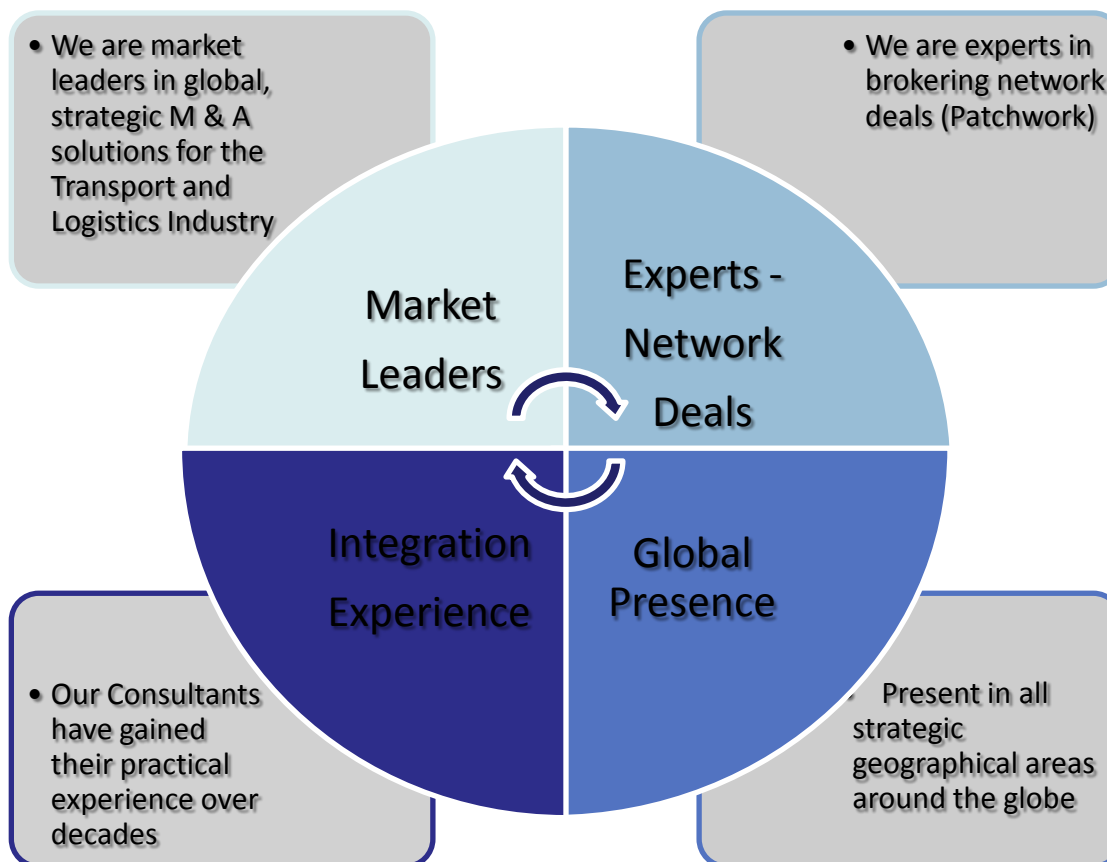 • We are market
leaders in global,
strategic M & A
solutions for the
Transport and
Logistics Industry
• We are experts in
brokering network
deals (Patchwork)
Market
Leaders
Experts -
Network
Deals
Integration
Experience
Global
Presence
• Our Consultants
have gained
their practical
experience over
decades
• Present in all
strategic
geographical areas
around the globe